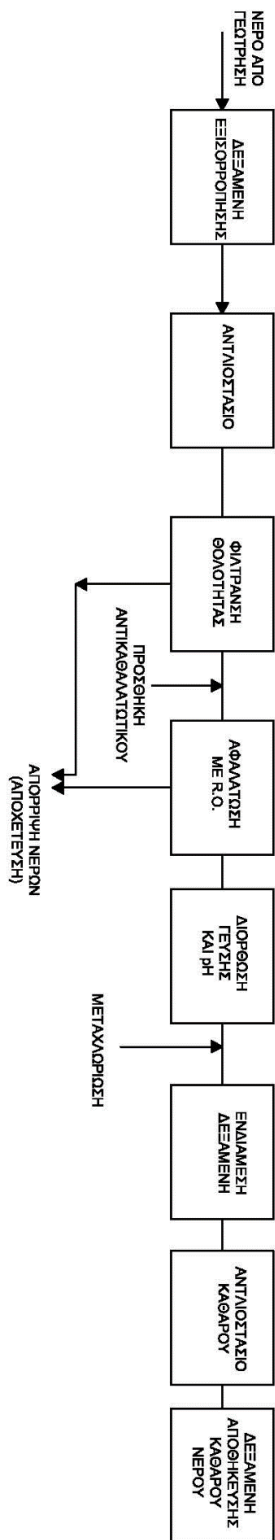 ΝΕΡΟ ΑΠΟ
ΓΕΩΤΡΗΣΗ
ΔΕΞΑΜΕΝΗ
ΕΞΙΣΟΡΡΟΠΗΣΗΣ
ΑΝΤΛΙΟΣΤΑΣΙΟ
ΦΙΛΤΡΑΝΣΗ
ΘΟΛΟΤΗΤΑΣ
ΠΡΟΣΘΗΚΗ
ΑΝΤΙΚΑΘΑΛΑΤΩΤΙΚΟΥ
ΑΦΑΛΑΤΩΣΗ
ΜΕ R.O.
ΑΠΟΡΡΙΨΗ ΝΕΡΩΝ
(ΑΠΟΧΕΤΕΥΣΗ)
ΔΙΟΡΘΩΣΗ
ΓΕΥΣΗΣ
ΚΑΙ pH
ΜΕΤΑΧΛΩΡΙΩΣΗ
ΕΝΔΙΑΜΕΣΗ
ΔΕΞΑΜΕΝΗ
ΑΝΤΛΙΟΣΤΑΣΙΟ
ΚΑΘΑΡΟΥ
ΔΕΞΑΜΕΝΗ
ΑΠΟΘΗΚΕΥΣΗΣ
ΚΑΘΑΡΟΥ
ΝΕΡΟΥ